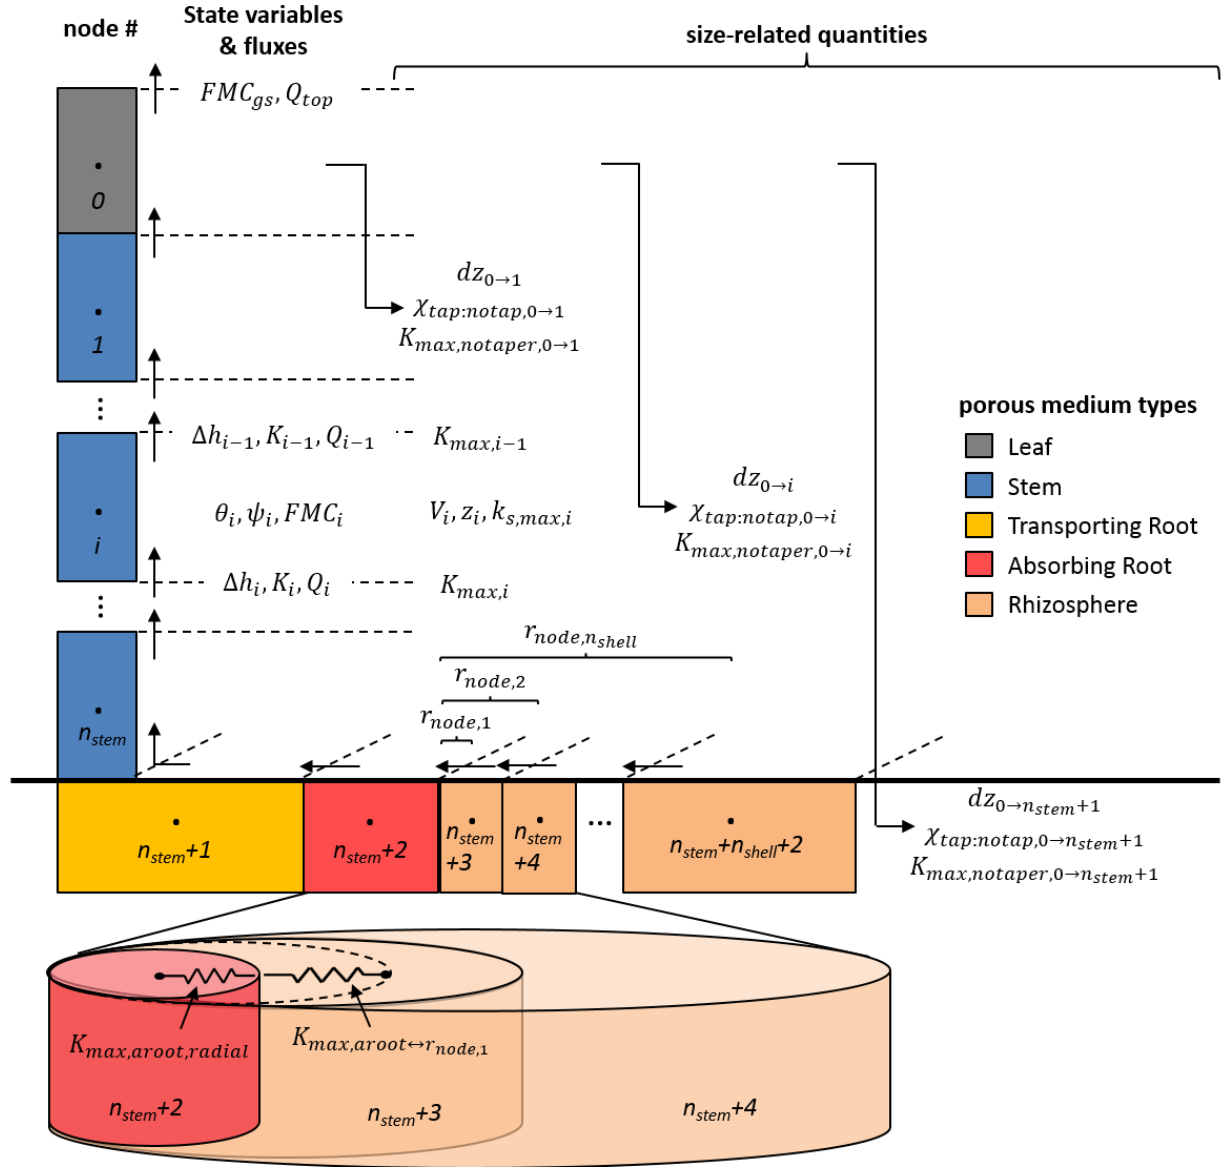 node #
State variables
& fluxes
size-related quantities
FMC_gs, Q_top
0
dz_0→1
χ_tap:notap,0→1
K_max,notaper,0→1
1
⋮
Δh_i−1, K_i−1, Q_i−1
K_max,i−1
porous medium types
Leaf
Stem
Transporting Root
Absorbing Root
Rhizosphere
dz_0→i
χ_tap:notap,0→i
K_max,notaper,0→i
θ_i, ψ_i, FMC_i
V_i, z_i, k_s,max,i
i
Δh_i, K_i, Q_i
K_max,i
⋮
r_node,n_shell
r_node,2
r_node,1
n_stem
n_stem+1
n_stem+2
n_stem
+3
n_stem
+4
...
n_stem+n_shell+2
dz_0→n_stem+1
χ_tap:notap,0→n_stem+1
K_max,notaper,0→n_stem+1
K_max,aroot,radial
K_max,aroot↔r_node,1
n_stem+2
n_stem+3
n_stem+4